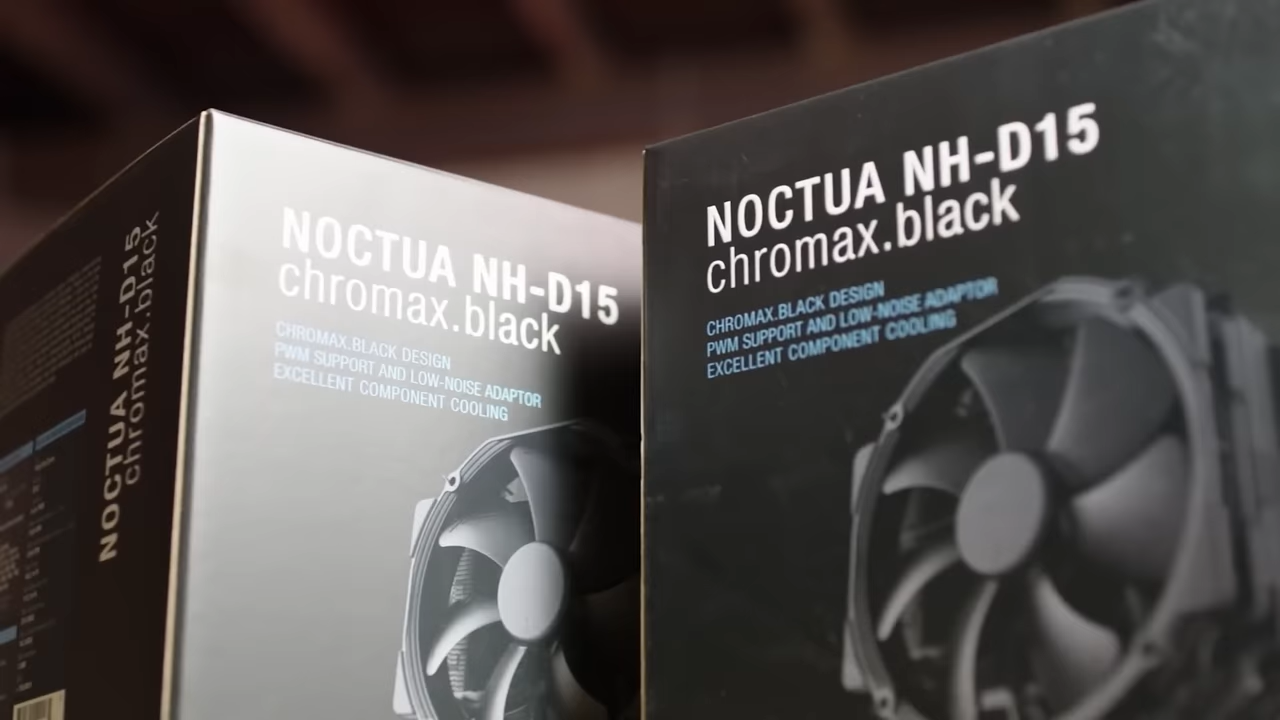 NOCTUA NH-D15
chromax.black
NOCTUA NH-D15
chromax.black
CHROMAX.BLACK DESIGN
PWM SUPPORT AND LOW-NOISE ADAPTOR
EXCELLENT COMPONENT COOLING
NOCTUA NH-D15
chromax.black
CHROMAX.BLACK DESIGN
PWM SUPPORT AND LOW-NOISE ADAPTOR
EXCELLENT COMPONENT COOLING